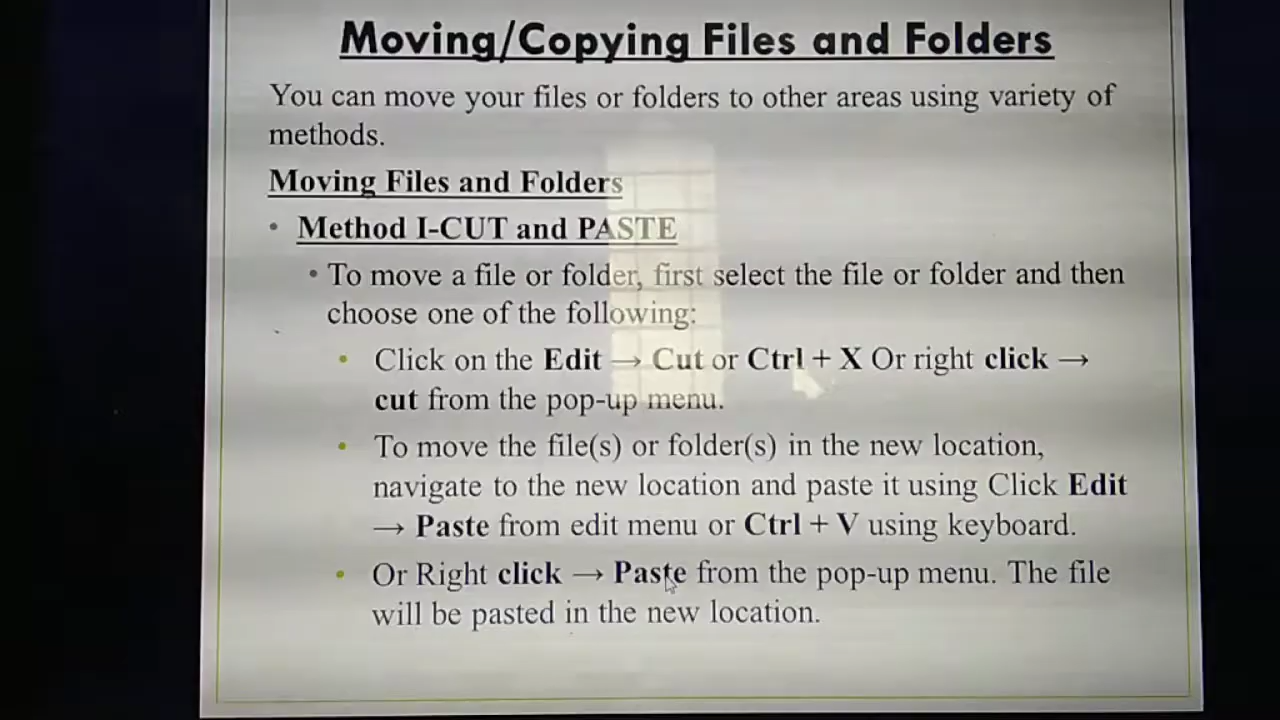 Moving/Copying Files and Folders
You can move your files or folders to other areas using variety of
methods.
Moving Files and Folders
• Method I-CUT and PASTE
• To move a file or folder, first select the file or folder and then
choose one of the following:
• Click on the Edit → Cut or Ctrl + X Or right click →
cut from the pop-up menu.
• To move the file(s) or folder(s) in the new location,
navigate to the new location and paste it using Click Edit
→ Paste from edit menu or Ctrl + V using keyboard.
• Or Right click → Paste from the pop-up menu. The file
will be pasted in the new location.